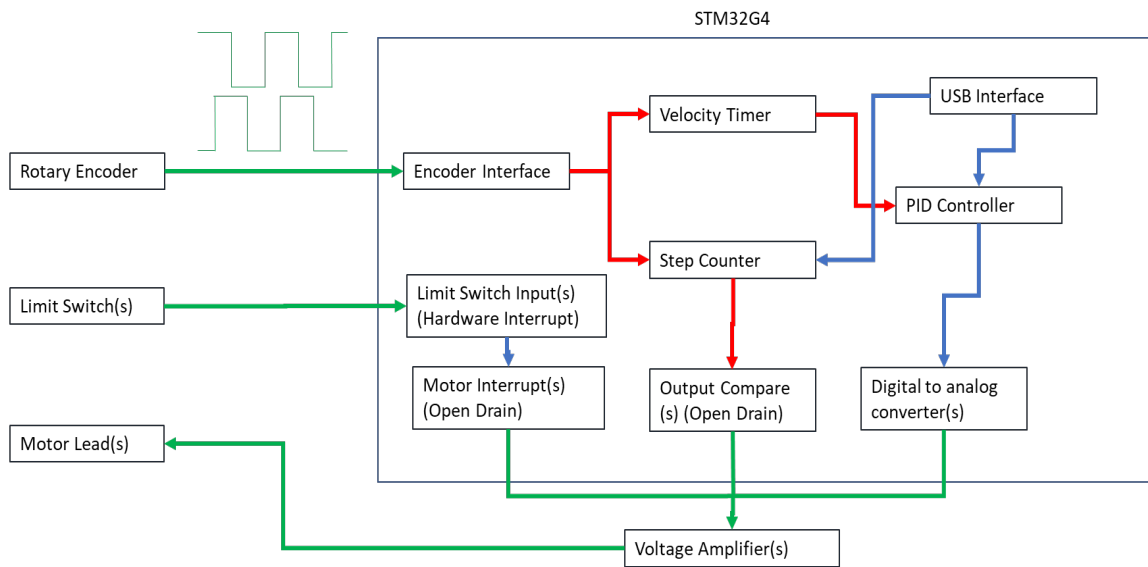 STM32G4
USB Interface
Velocity Timer
Rotary Encoder
Encoder Interface
PID Controller
Step Counter
Limit Switch(s)
Limit Switch Input(s)
(Hardware Interrupt)
Motor Interrupt(s)
(Open Drain)
Output Compare
(s) (Open Drain)
Digital to analog
converter(s)
Motor Lead(s)
Voltage Amplifier(s)